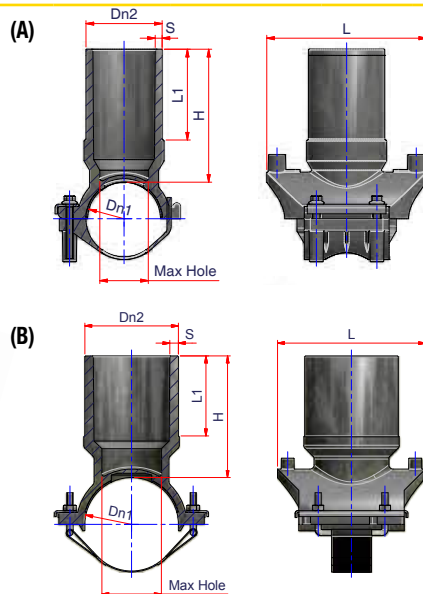 (A)
Dn2
S
L1
H
Dn1
Max Hole
L
(B)
Dn2
S
L1
H
Dn1
Max Hole
L